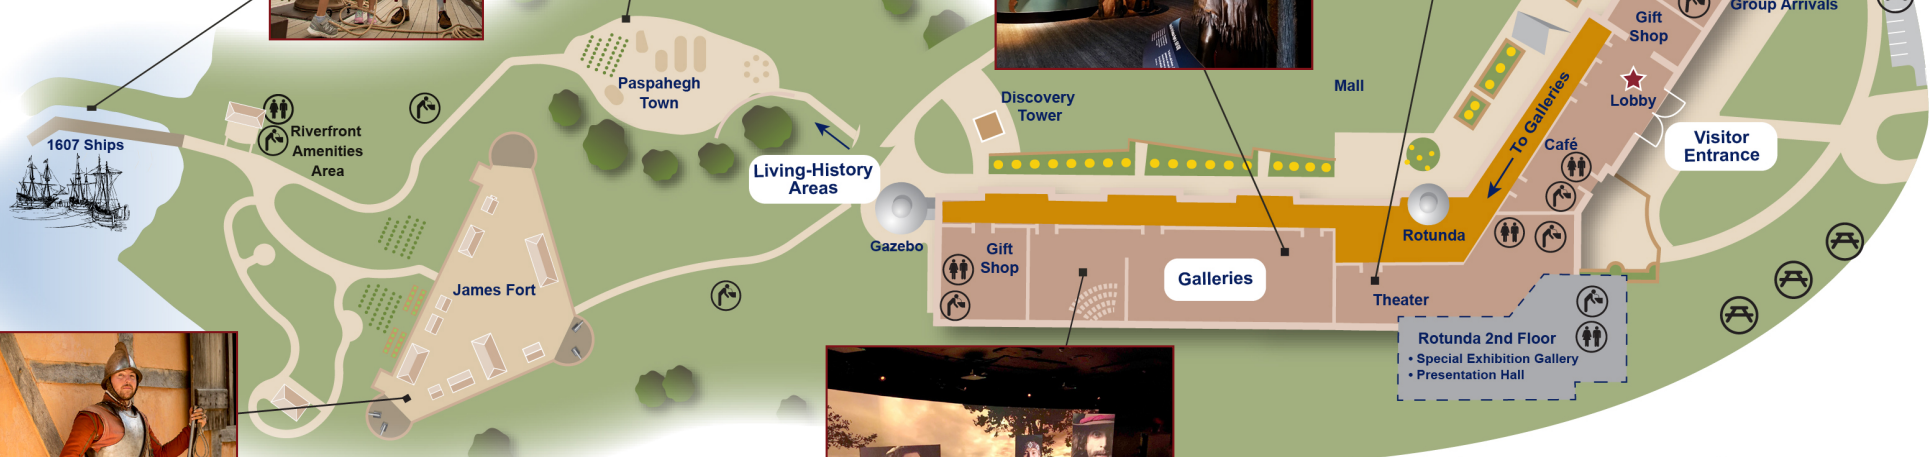 Group Arrivals
Gift
Shop
Lobby
To Galleries
Café
Visitor
Entrance
Mall
Paspahegh
Town
Discovery
Tower
1607 Ships
Riverfront
Amenities
Area
Living-History
Areas
Gazebo
Rotunda
Gift
Shop
Galleries
James Fort
Theater
Rotunda 2nd Floor
• Special Exhibition Gallery
• Presentation Hall